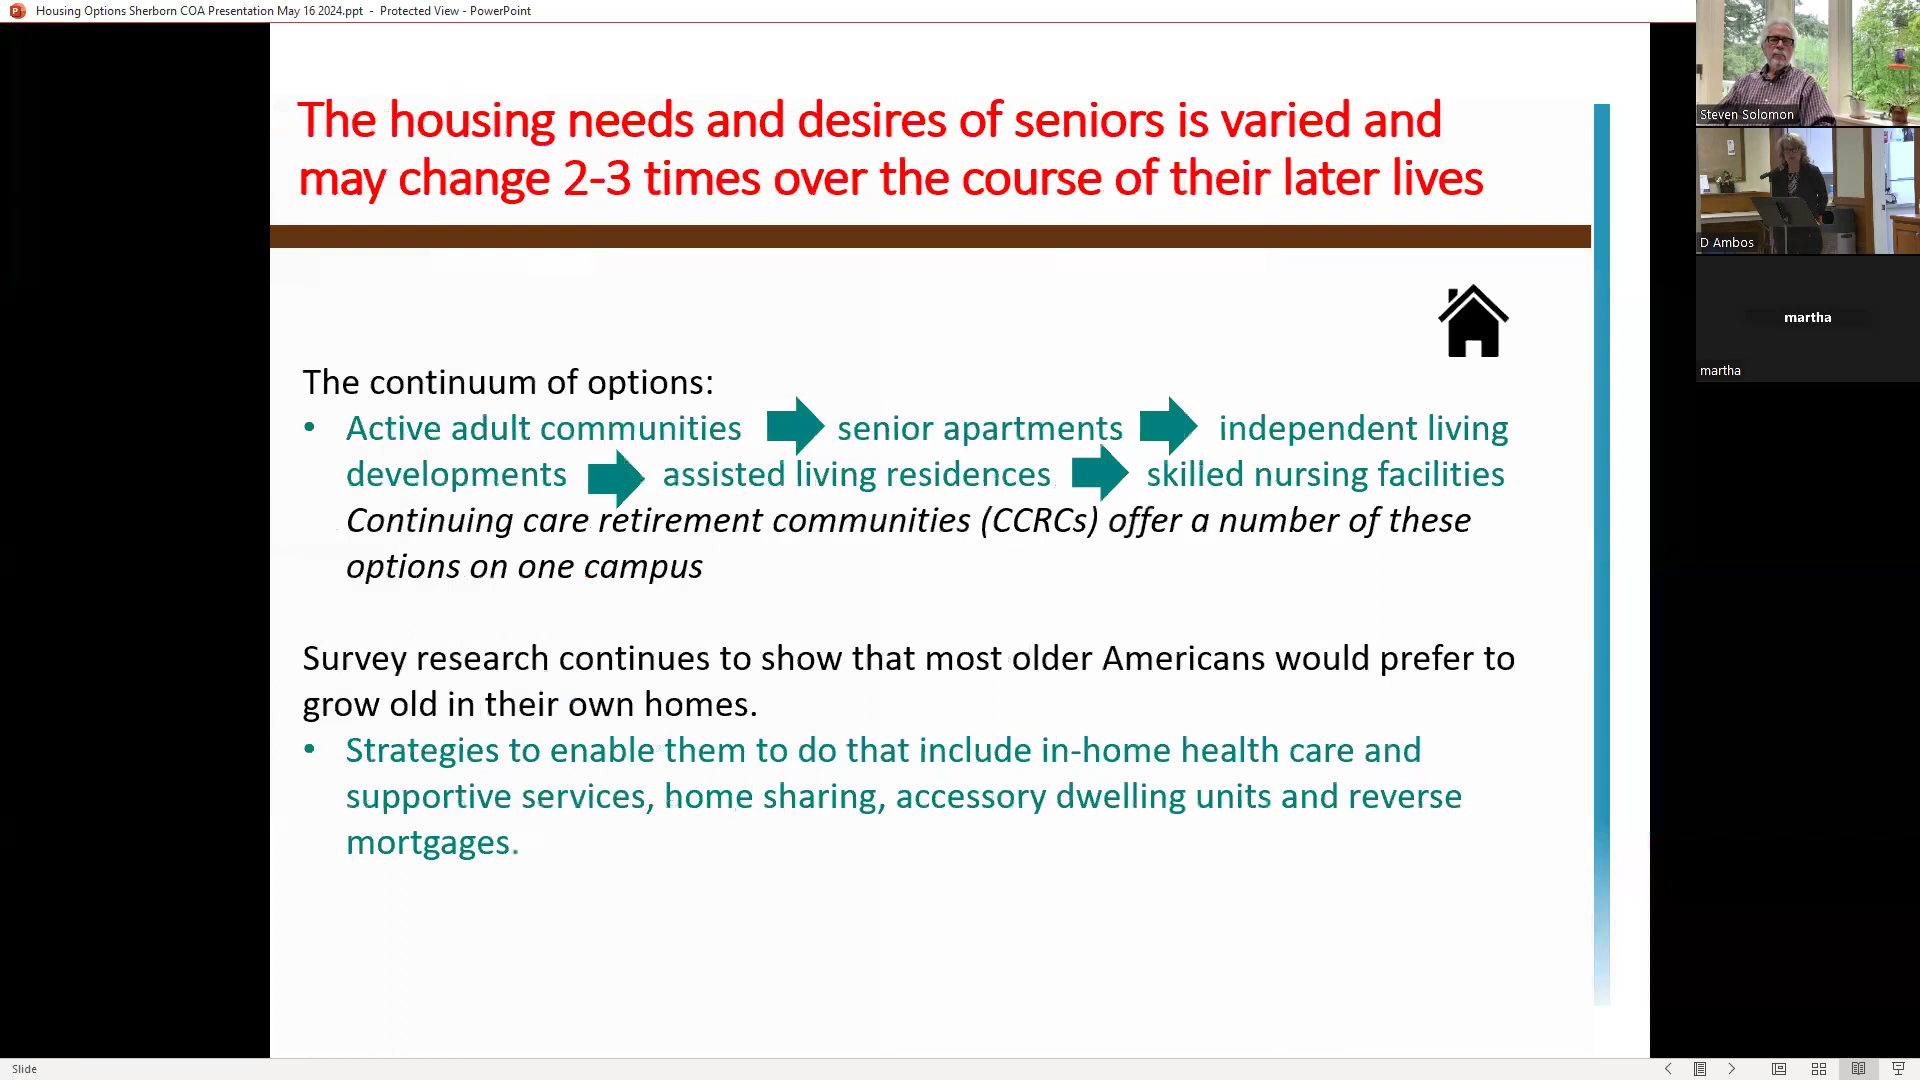 Housing Options Sherborn COA Presentation May 16 2024.ppt - Protected View - PowerPoint
The housing needs and desires of seniors is varied and
may change 2-3 times over the course of their later lives
The continuum of options:
• Active adult communities senior apartments independent living
developments assisted living residences skilled nursing facilities
Continuing care retirement communities (CCRCs) offer a number of these
options on one campus
Survey research continues to show that most older Americans would prefer to
grow old in their own homes.
• Strategies to enable them to do that include in-home health care and
supportive services, home sharing, accessory dwelling units and reverse
mortgages.
Steven Solomon
D Ambos
martha
martha
Slide